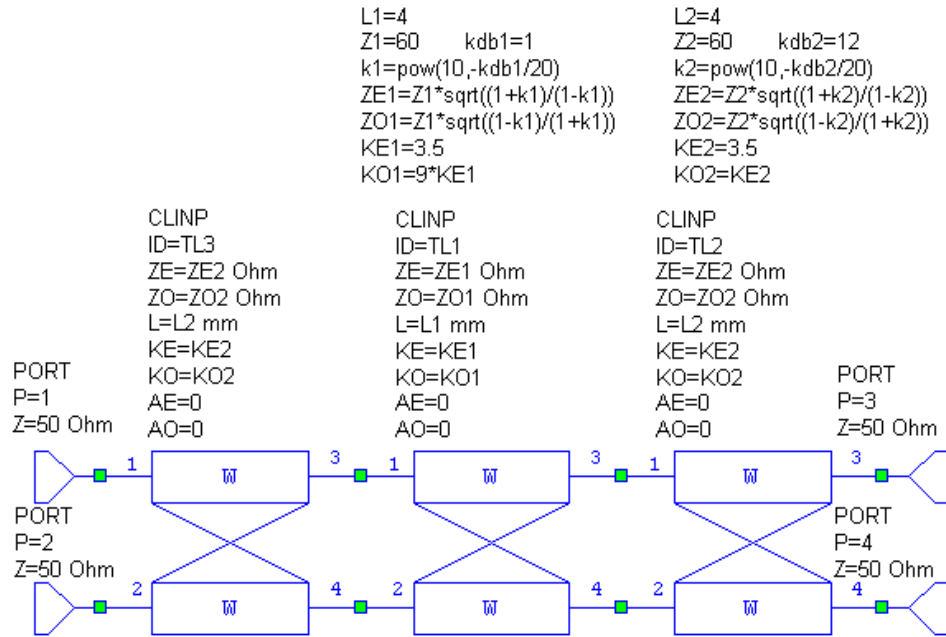 L1=4
Z1=60 kdb1=1
k1=pow(10,-kdb1/20)
ZE1=Z1*sqrt((1+k1)/(1-k1))
ZO1=Z1*sqrt((1-k1)/(1+k1))
KE1=3.5
KO1=9*KE1
L2=4
Z2=60 kdb2=12
k2=pow(10,-kdb2/20)
ZE2=Z2*sqrt((1+k2)/(1-k2))
ZO2=Z2*sqrt((1-k2)/(1+k2))
KE2=3.5
KO2=KE2
CLINP
ID=TL3
ZE=ZE2 Ohm
ZO=ZO2 Ohm
L=L2 mm
KE=KE2
KO=KO2
AE=0
AO=0
CLINP
ID=TL1
ZE=ZE1 Ohm
ZO=ZO1 Ohm
L=L1 mm
KE=KE1
KO=KO1
AE=0
AO=0
CLINP
ID=TL2
ZE=ZE2 Ohm
ZO=ZO2 Ohm
L=L2 mm
KE=KE2
KO=KO2
AE=0
AO=0
PORT
P=1
Z=50 Ohm
PORT
P=3
Z=50 Ohm
1 W 3 1 W 3 1 W 3
PORT
P=2
Z=50 Ohm
PORT
P=4
Z=50 Ohm
2 W 4 2 W 4 2 W 4